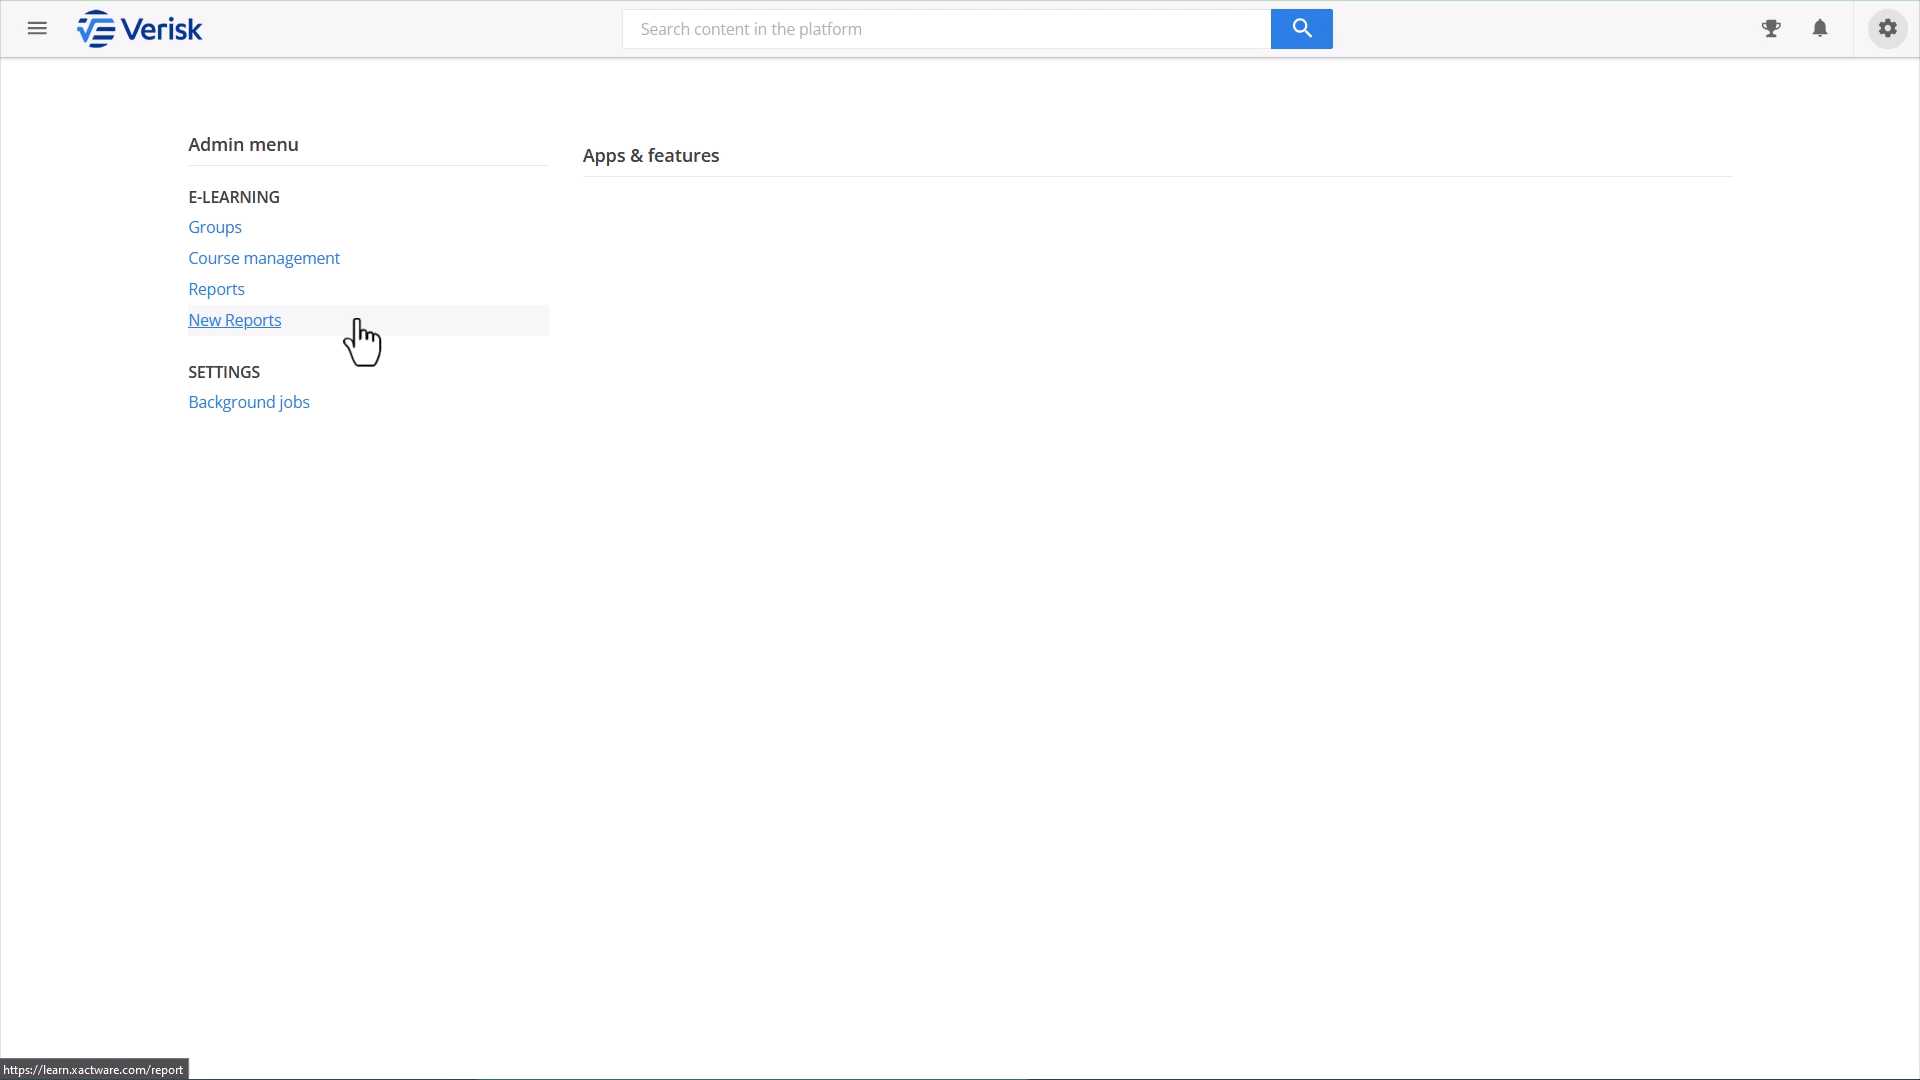 Verisk
Search content in the platform
Admin menu
Apps & features
E-LEARNING
Groups
Course management
Reports
New Reports
SETTINGS
Background jobs
https://learn.xactware.com/report